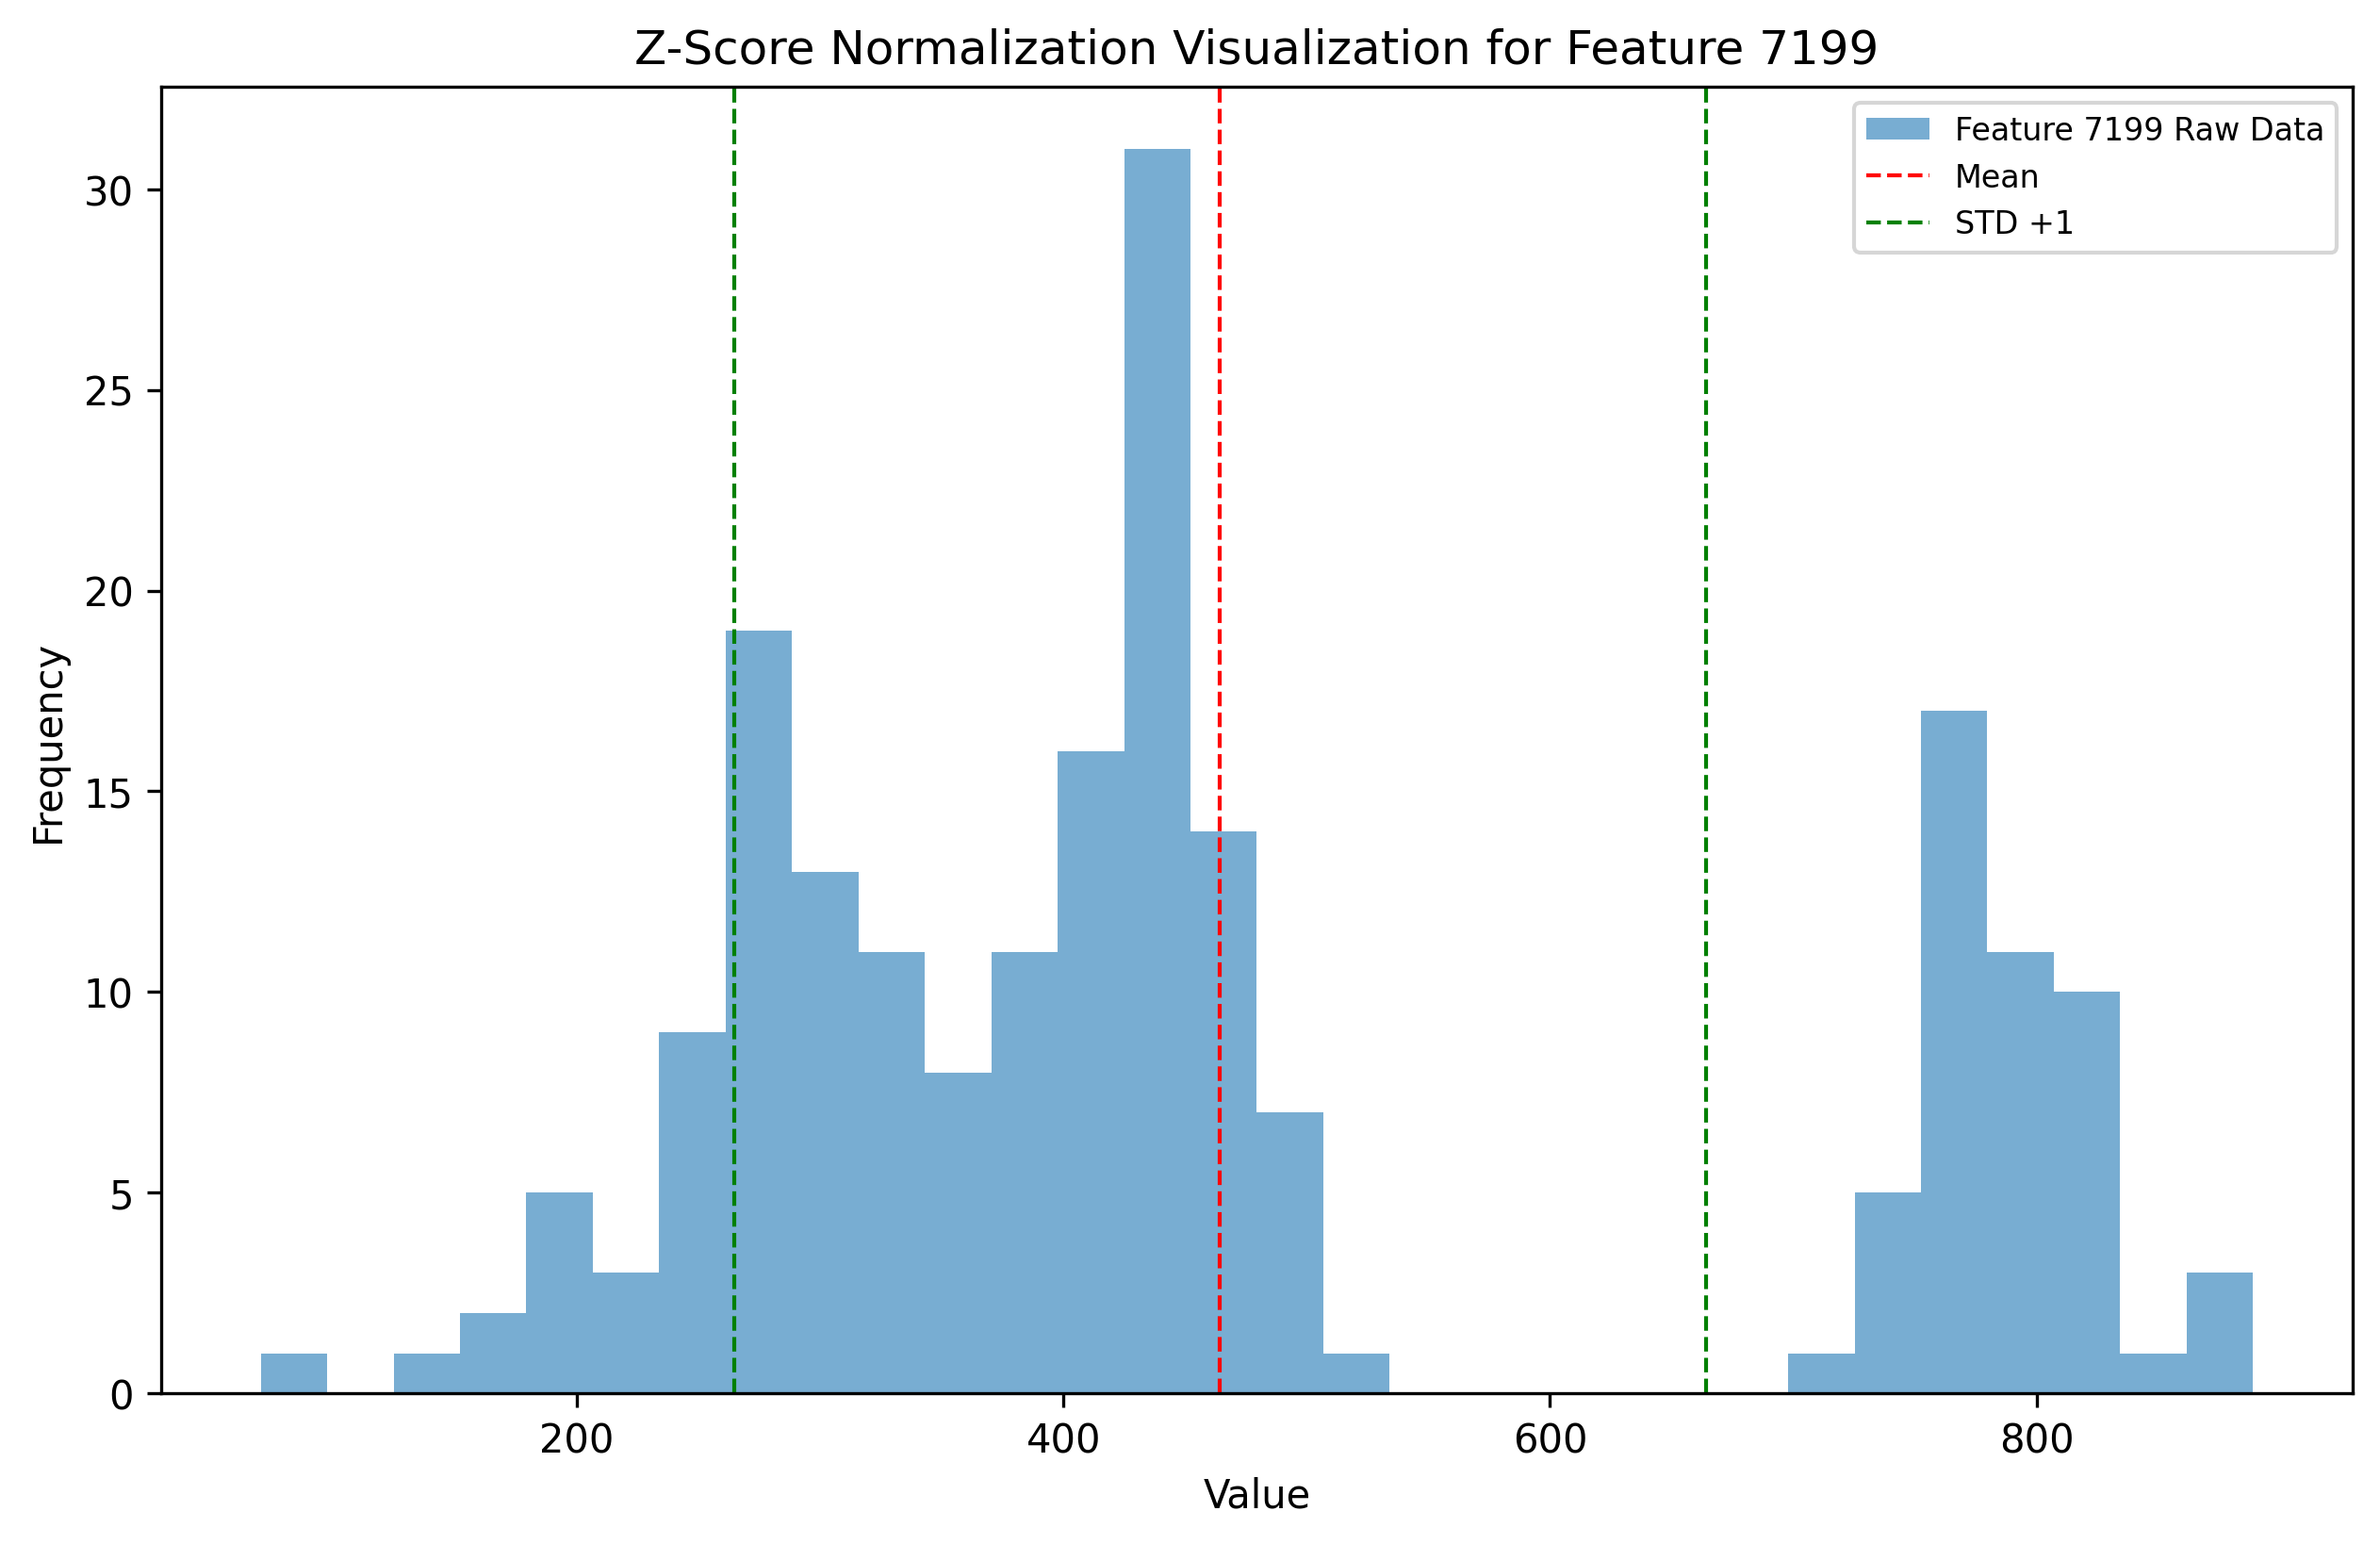 Z-Score Normalization Visualization for Feature 7199
Feature 7199 Raw Data
Mean
STD +1
30
25
20
15
10
5
0
Frequency
200
400
600
800
Value